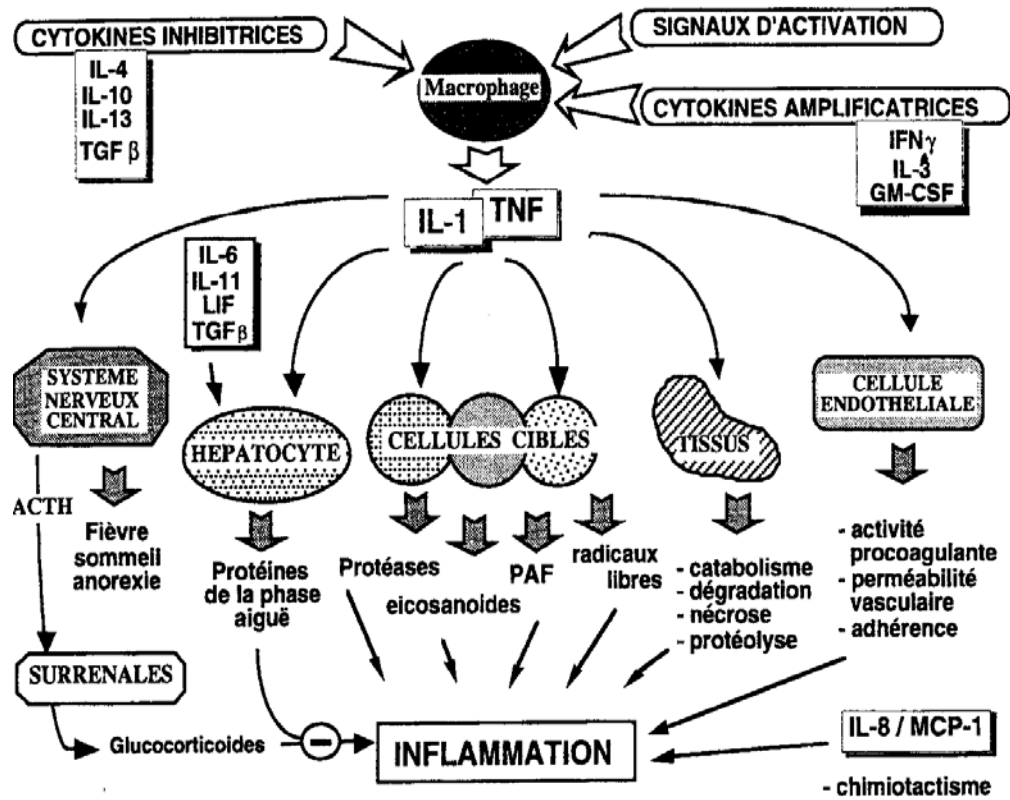 CYTOKINES INHIBITRICES
IL-4
IL-10
IL-13
TGF β
Macrophage
SIGNAUX D'ACTIVATION
CYTOKINES AMPLIFICATRICES
IFN γ
IL-3
GM-CSF
IL-1
TNF
IL-6
IL-11
LIF
TGF β
SYSTEME
NERVEUX
CENTRAL
HEPATOCYTE
CELLULES CIBLES
TISSUS
CELLULE
ENDOTHELIALE
ACTH
Fièvre
sommeil
anorexie
Protéines
de la phase
aiguë
Protéases
eicosanoides
PAF
radicaux
libres
- catabolisme
- dégradation
- nécrose
- protéolyse
- activité
procoagulante
- perméabilité
vasculaire
- adhérence
SURRENALES
Glucocorticoides
−
INFLAMMATION
IL-8 / MCP-1
- chimiotactisme